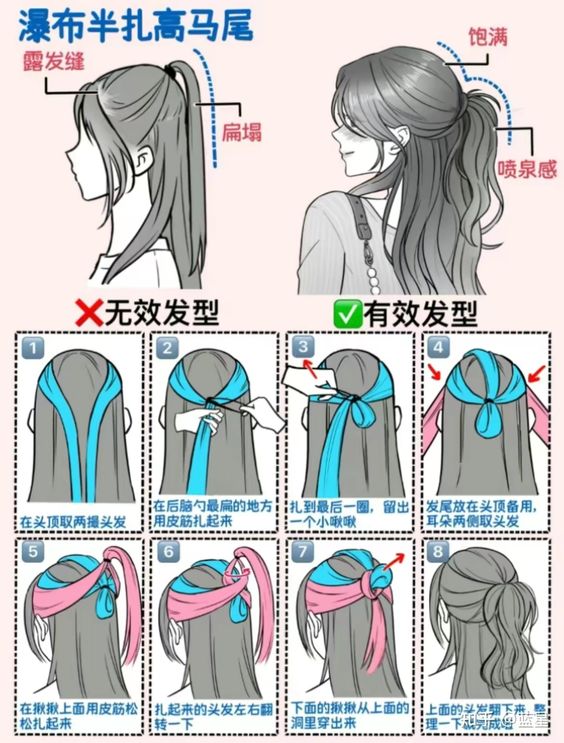 瀑布半扎高马尾
露发缝
扁塌
饱满
喷泉感
❌无效发型
✅有效发型
1
2
3
4
在头顶取两撮头发
在后脑勺最扁的地方
用皮筋扎起来
扎到最后一圈，留出
一个小啾啾
发尾放在头顶备用，
耳朵两侧取头发
5
6
7
8
在揪揪上面用皮筋松
松扎起来
扎起来的头发左右翻
转一下
下面的揪揪从上面的
洞里穿出来
上面的头发翻下来，整
理一下就完成啦
知乎 @蓝星